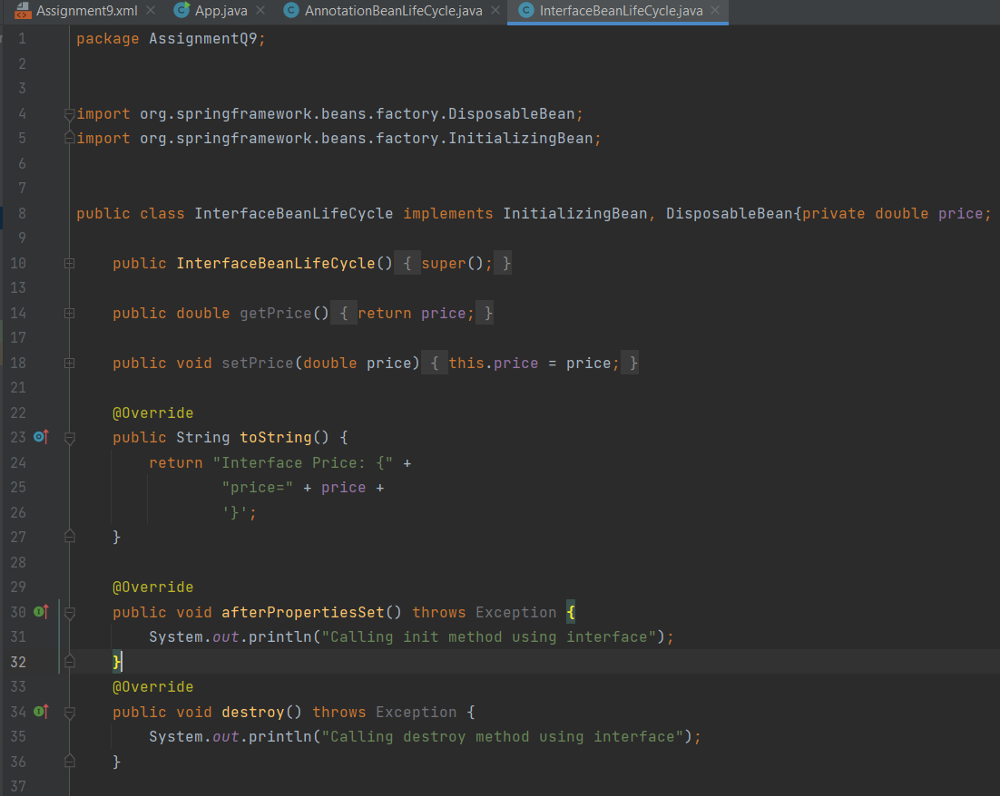 Assignment9.xml App.java AnnotationBeanLifeCycle.java InterfaceBeanLifeCycle.java
1 package AssignmentQ9;
2
3
4 import org.springframework.beans.factory.DisposableBean;
5 import org.springframework.beans.factory.InitializingBean;
6
7
8 public class InterfaceBeanLifeCycle implements InitializingBean, DisposableBean{private double price;
9
10 public InterfaceBeanLifeCycle() { super(); }
13
14 public double getPrice() { return price; }
17
18 public void setPrice(double price) { this.price = price; }
21
22 @Override
23 public String toString() {
24 return "Interface Price: {" +
25 "price=" + price +
26 '}';
27 }
28
29 @Override
30 public void afterPropertiesSet() throws Exception {
31 System.out.println("Calling init method using interface");
32 }
33 @Override
34 public void destroy() throws Exception {
35 System.out.println("Calling destroy method using interface");
36 }
37